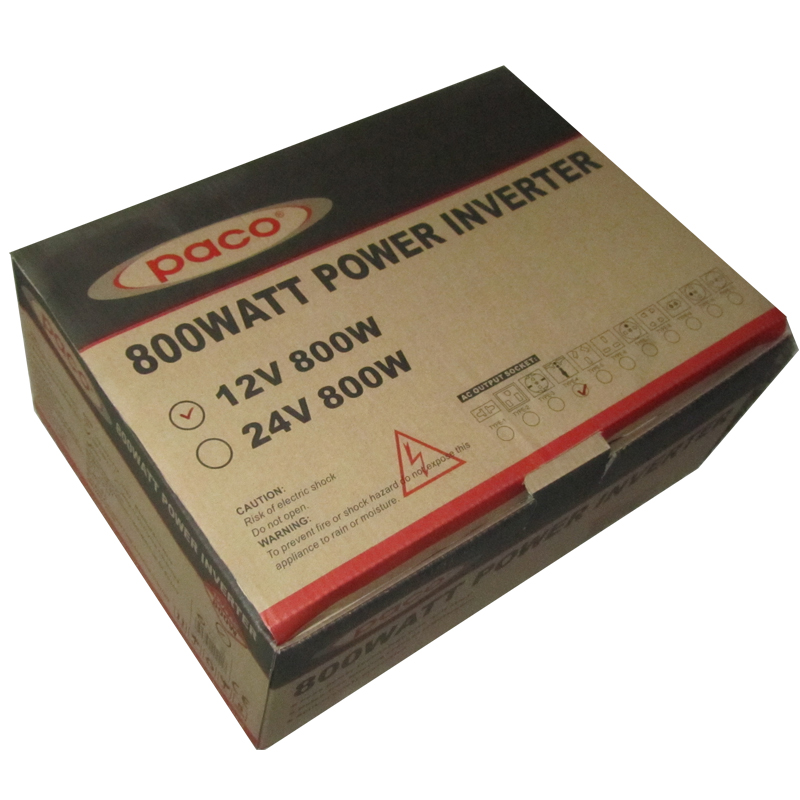 paco®
800WATT POWER INVERTER
12V 800W
24V 800W
AC OUTPUT SOCKET:
CAUTION:
Risk of electric shock
Do not open.
WARNING:
To prevent fire or shock hazard do not expose this
appliance to rain or moisture.
paco
800WATT POWER INVERTER
paco
800WATT POWER INVERTER